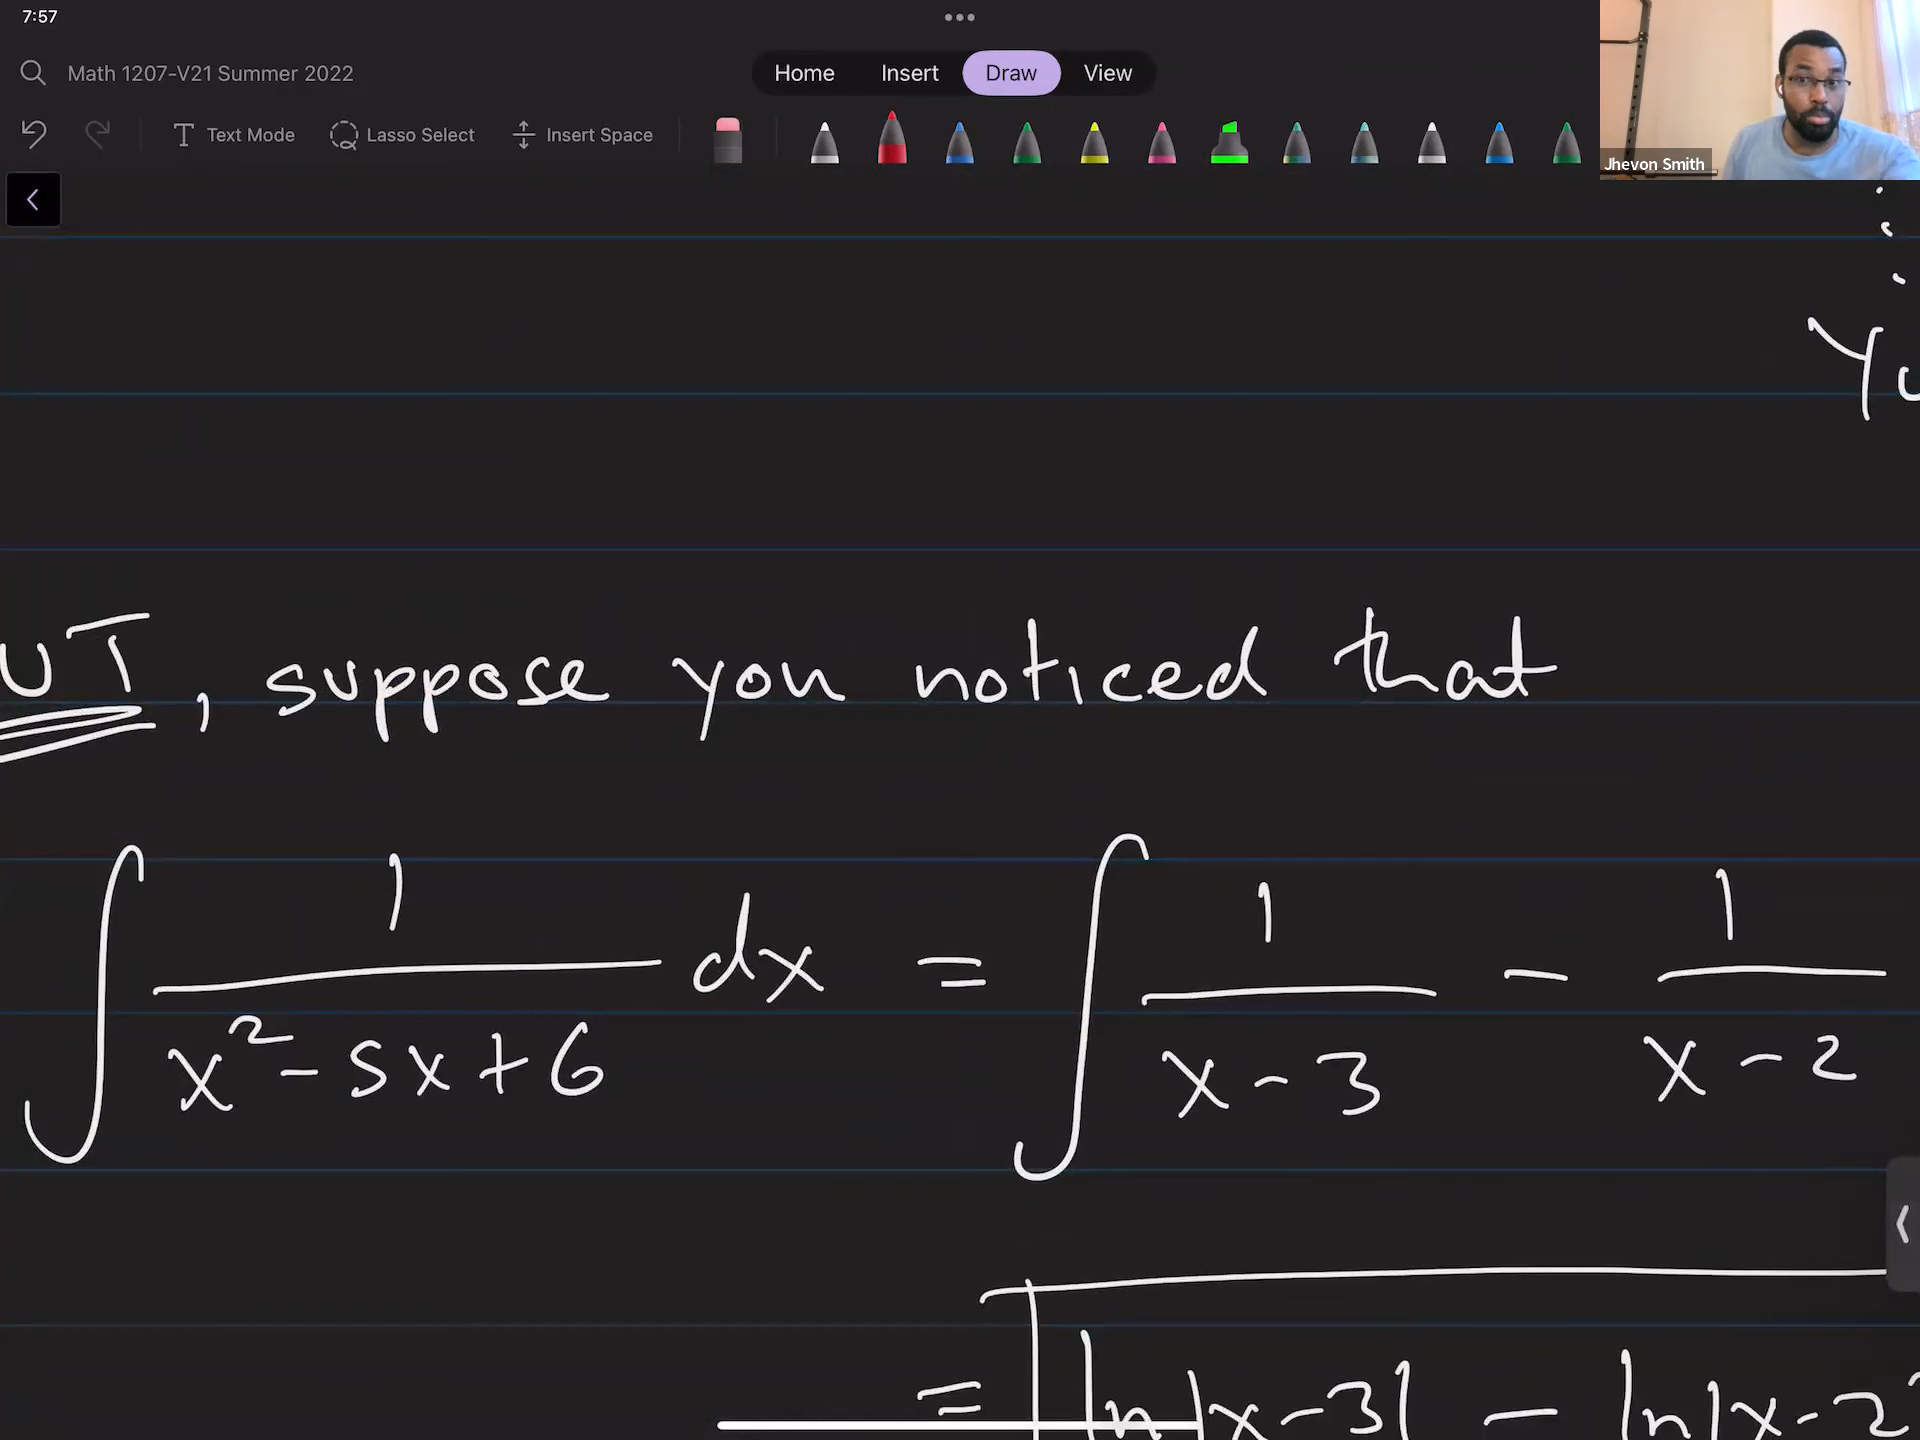 7:57
Math 1207-V21 Summer 2022
Home Insert Draw View
Text Mode Lasso Select Insert Space
Jhevon Smith
UT, suppose you noticed that
∫ 1/(x² - 5x + 6) dx = ∫ 1/(x - 3) - 1/(x - 2)
= ln|x-3| - ln|x-2